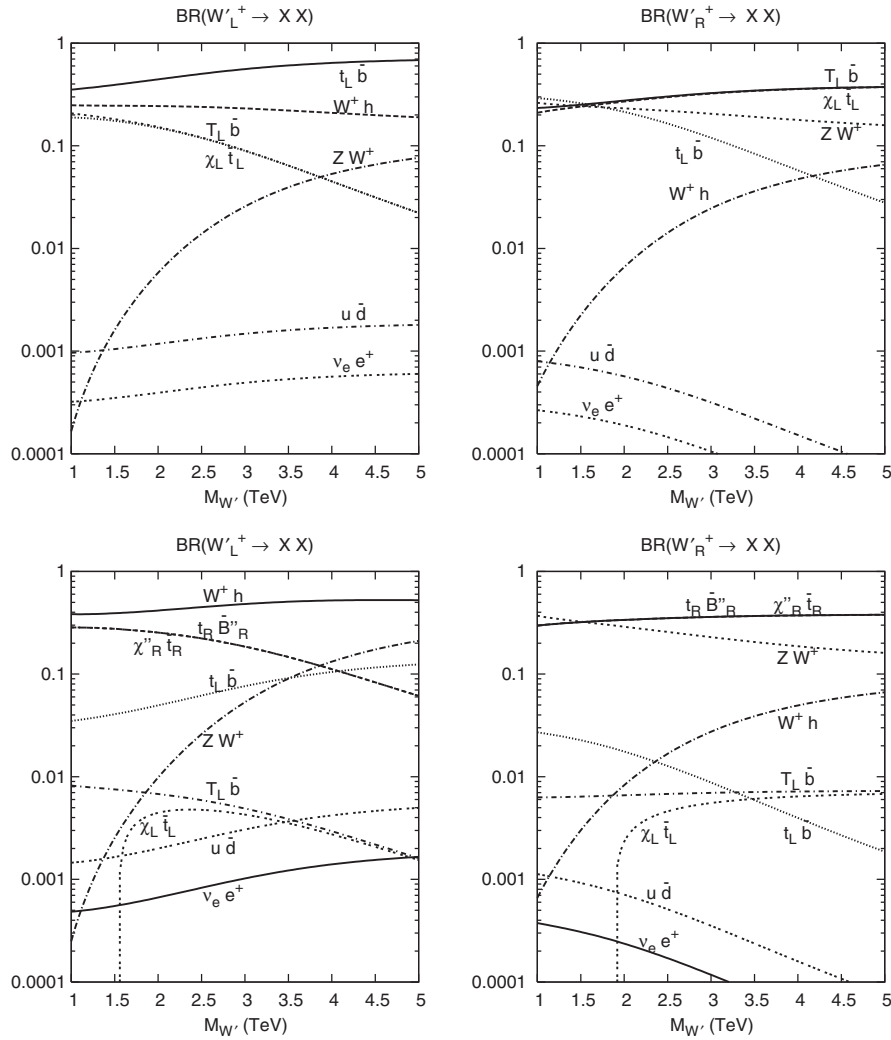 BR(W'L+ → X X)
1
0.1
0.01
0.001
0.0001
tL b̄
W+ h
TL b̄
χL t̄L
Z W+
u d̄
νe e+
1 1.5 2 2.5 3 3.5 4 4.5 5
MW' (TeV)
BR(W'R+ → X X)
1
0.1
0.01
0.001
0.0001
TL b̄
χL t̄L
Z W+
tL b̄
W+ h
u d̄
νe e+
1 1.5 2 2.5 3 3.5 4 4.5 5
MW' (TeV)
BR(W'L+ → X X)
1
0.1
0.01
0.001
0.0001
W+ h
tR B̄''R
χ''R t̄R
tL b̄
Z W+
TL b̄
χL t̄L
u d̄
νe e+
1 1.5 2 2.5 3 3.5 4 4.5 5
MW' (TeV)
BR(W'R+ → X X)
1
0.1
0.01
0.001
0.0001
tR B̄''R χ''R t̄R
Z W+
W+ h
TL b̄
χL t̄L
tL b̄
u d̄
νe e+
1 1.5 2 2.5 3 3.5 4 4.5 5
MW' (TeV)